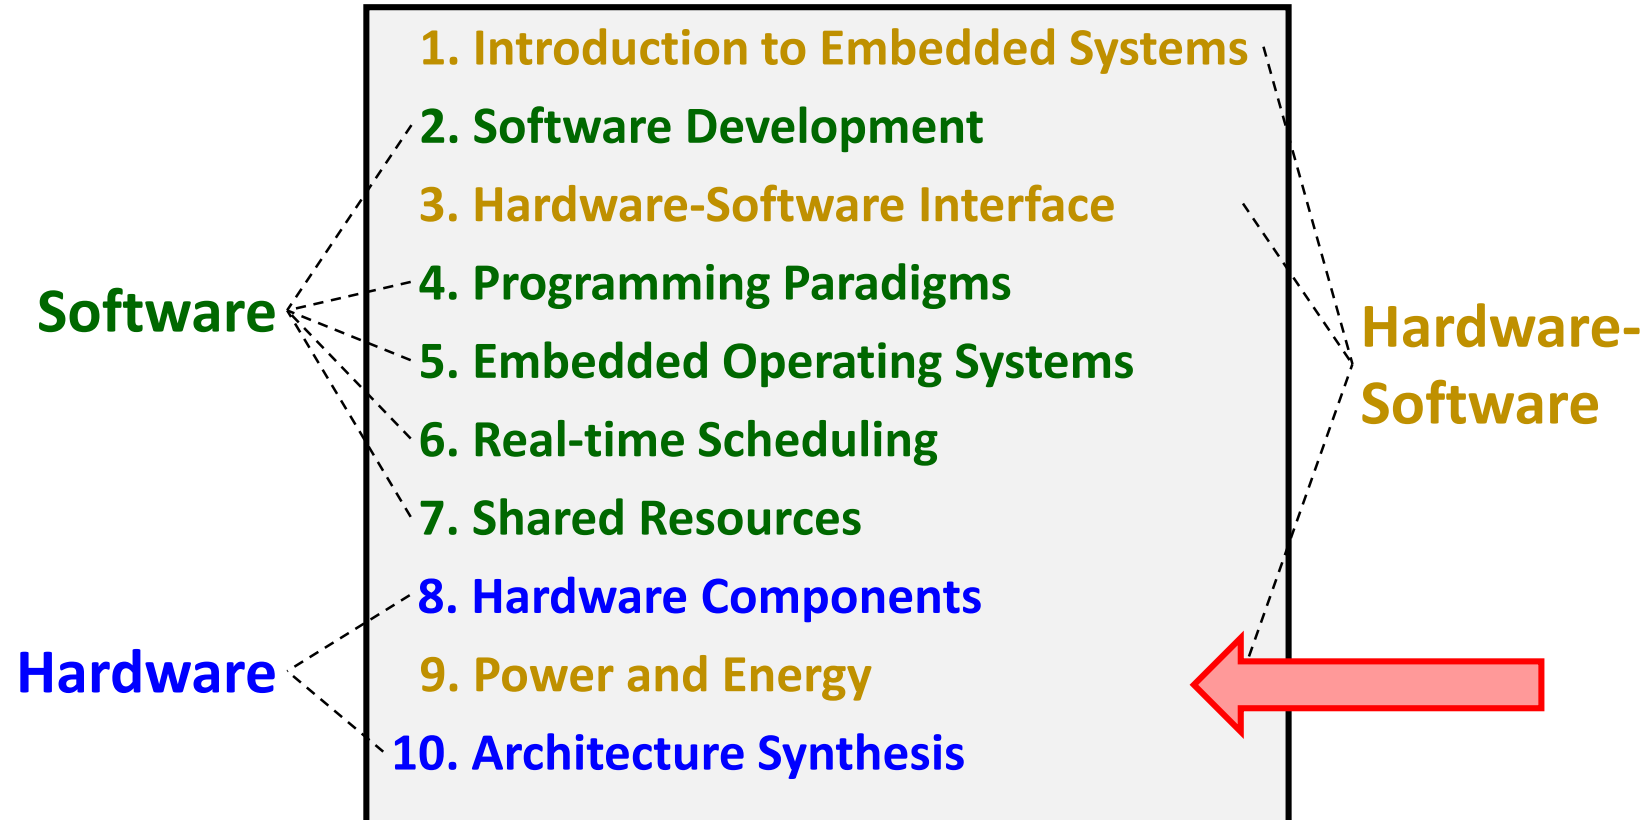 1. Introduction to Embedded Systems
2. Software Development
3. Hardware-Software Interface
4. Programming Paradigms
5. Embedded Operating Systems
6. Real-time Scheduling
7. Shared Resources
8. Hardware Components
9. Power and Energy
10. Architecture Synthesis
Software
Hardware
Hardware-
Software